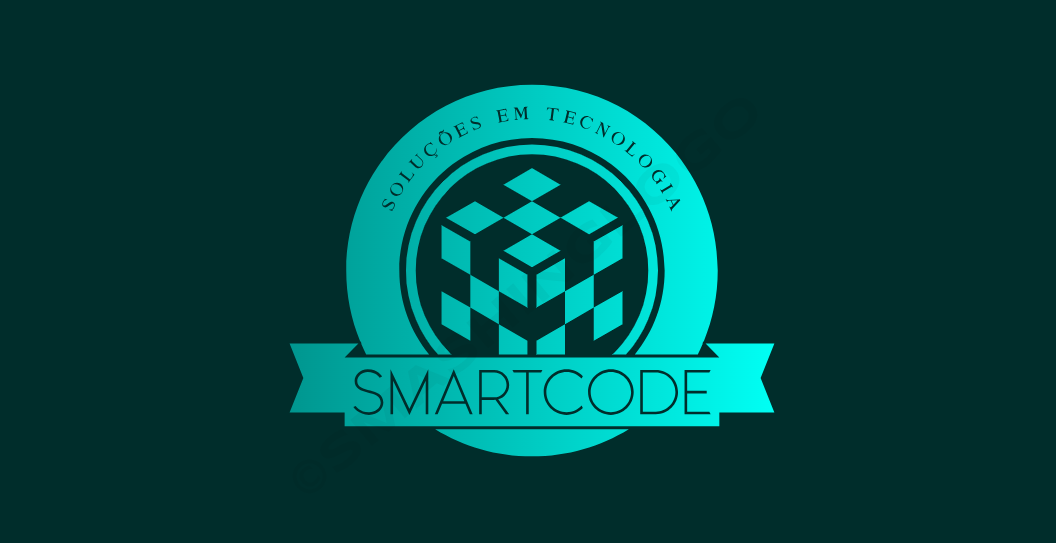 SOLUÇÕES EM TECNOLOGIA
SMARTCODE